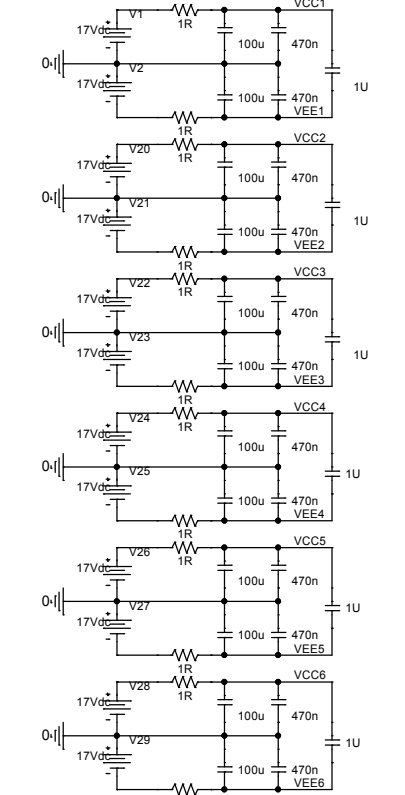 V1 VCC1
1R
17Vdc 100u 470n
0 V2 1U
17Vdc
100u 470n
VEE1
1R
V20 VCC2
1R
17Vdc 100u 470n
0 V21 1U
17Vdc
100u 470n
VEE2
1R
V22 VCC3
1R
17Vdc 100u 470n
0 V23 1U
17Vdc
100u 470n
VEE3
1R
V24 VCC4
1R
17Vdc 100u 470n
0 V25 1U
17Vdc
100u 470n
VEE4
1R
V26 VCC5
1R
17Vdc 100u 470n
0 V27 1U
17Vdc
100u 470n
VEE5
1R
V28 VCC6
1R
17Vdc 100u 470n
0 V29 1U
17Vdc
100u 470n
VEE6